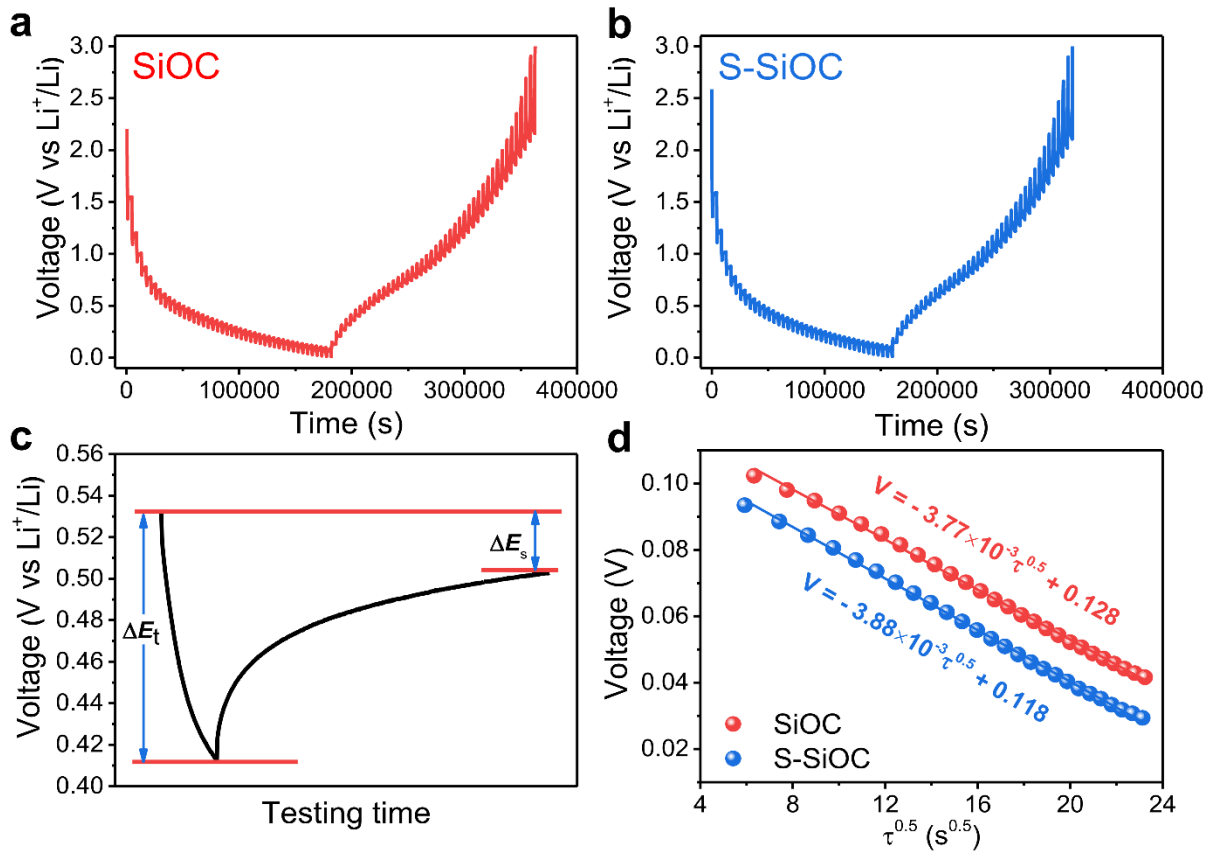 a
SiOC
3.0
2.5
2.0
1.5
1.0
0.5
0.0
Voltage (V vs Li⁺/Li)
0 100000 200000 300000 400000
Time (s)
b
S-SiOC
3.0
2.5
2.0
1.5
1.0
0.5
0.0
Voltage (V vs Li⁺/Li)
0 100000 200000 300000 400000
Time (s)
c
0.56
0.54
0.52
0.50
0.48
0.46
0.44
0.42
0.40
Voltage (V vs Li⁺/Li)
ΔEₜ
ΔEₛ
Testing time
d
0.10
0.08
0.06
0.04
0.02
Voltage (V)
V = - 3.77×10⁻³τ⁰·⁵ + 0.128
V = - 3.88×10⁻³τ⁰·⁵ + 0.118
SiOC
S-SiOC
4 8 12 16 20 24
τ⁰·⁵ (s⁰·⁵)